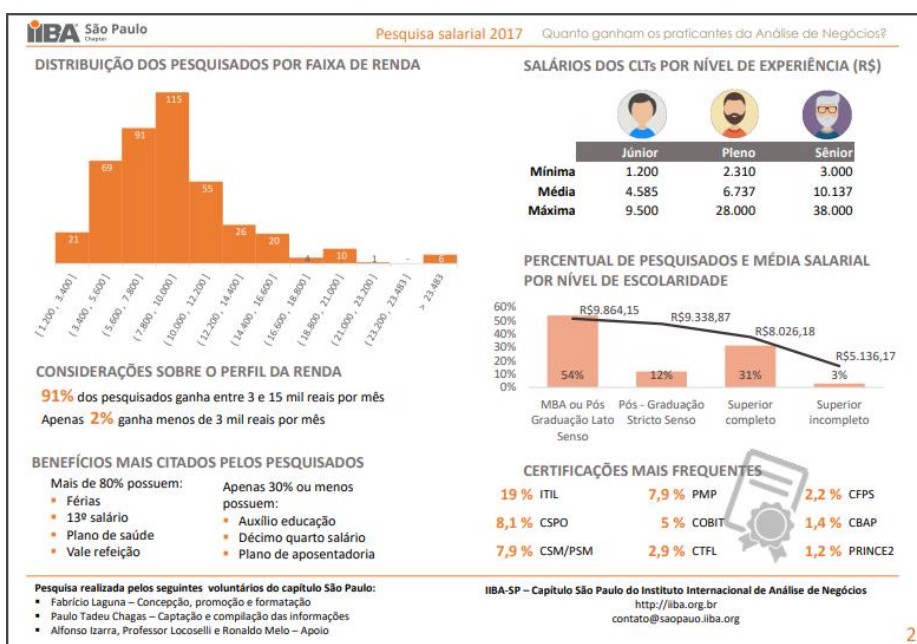 IIBA São Paulo
Chapter
Pesquisa salarial 2017 Quanto ganham os praticantes da Análise de Negócios?
DISTRIBUIÇÃO DOS PESQUISADOS POR FAIXA DE RENDA
21
69
91
115
55
26
20
4
10
1
-
6
[ 1.200 , 3.400 ]
( 3.400 , 5.600 ]
( 5.600 , 7.800 ]
( 7.800 , 10.000 ]
( 10.000 , 12.200 ]
( 12.200 , 14.400 ]
( 14.400 , 16.600 ]
( 16.600 , 18.800 ]
( 18.800 , 21.000 ]
( 21.000 , 23.200 ]
( 23.200 , 23.483 ]
> 23.483
CONSIDERAÇÕES SOBRE O PERFIL DA RENDA
91% dos pesquisados ganha entre 3 e 15 mil reais por mês
Apenas 2% ganha menos de 3 mil reais por mês
BENEFÍCIOS MAIS CITADOS PELOS PESQUISADOS
Mais de 80% possuem:
Férias
13º salário
Plano de saúde
Vale refeição
Apenas 30% ou menos
possuem:
Auxílio educação
Décimo quarto salário
Plano de aposentadoria
SALÁRIOS DOS CLTs POR NÍVEL DE EXPERIÊNCIA (R$)
Júnior Pleno Sênior
Mínima 1.200 2.310 3.000
Média 4.585 6.737 10.137
Máxima 9.500 28.000 38.000
PERCENTUAL DE PESQUISADOS E MÉDIA SALARIAL
POR NÍVEL DE ESCOLARIDADE
60%
50%
40%
30%
20%
10%
0%
R$9.864,15
R$9.338,87
R$8.026,18
R$5.136,17
54% 12% 31% 3%
MBA ou Pós
Graduação Lato
Senso
Pós - Graduação
Stricto Senso
Superior
completo
Superior
incompleto
CERTIFICAÇÕES MAIS FREQUENTES
19 % ITIL 7,9 % PMP 2,2 % CFPS
8,1 % CSPO 5 % COBIT 1,4 % CBAP
7,9 % CSM/PSM 2,9 % CTFL 1,2 % PRINCE2
Pesquisa realizada pelos seguintes voluntários do capítulo São Paulo:
Fabrício Laguna – Concepção, promoção e formatação
Paulo Tadeu Chagas – Captação e compilação das informações
Alfonso Izarra, Professor Locoselli e Ronaldo Melo – Apoio
IIBA-SP – Capítulo São Paulo do Instituto Internacional de Análise de Negócios
http://iiba.org.br
contato@saopauo.iiba.org
2